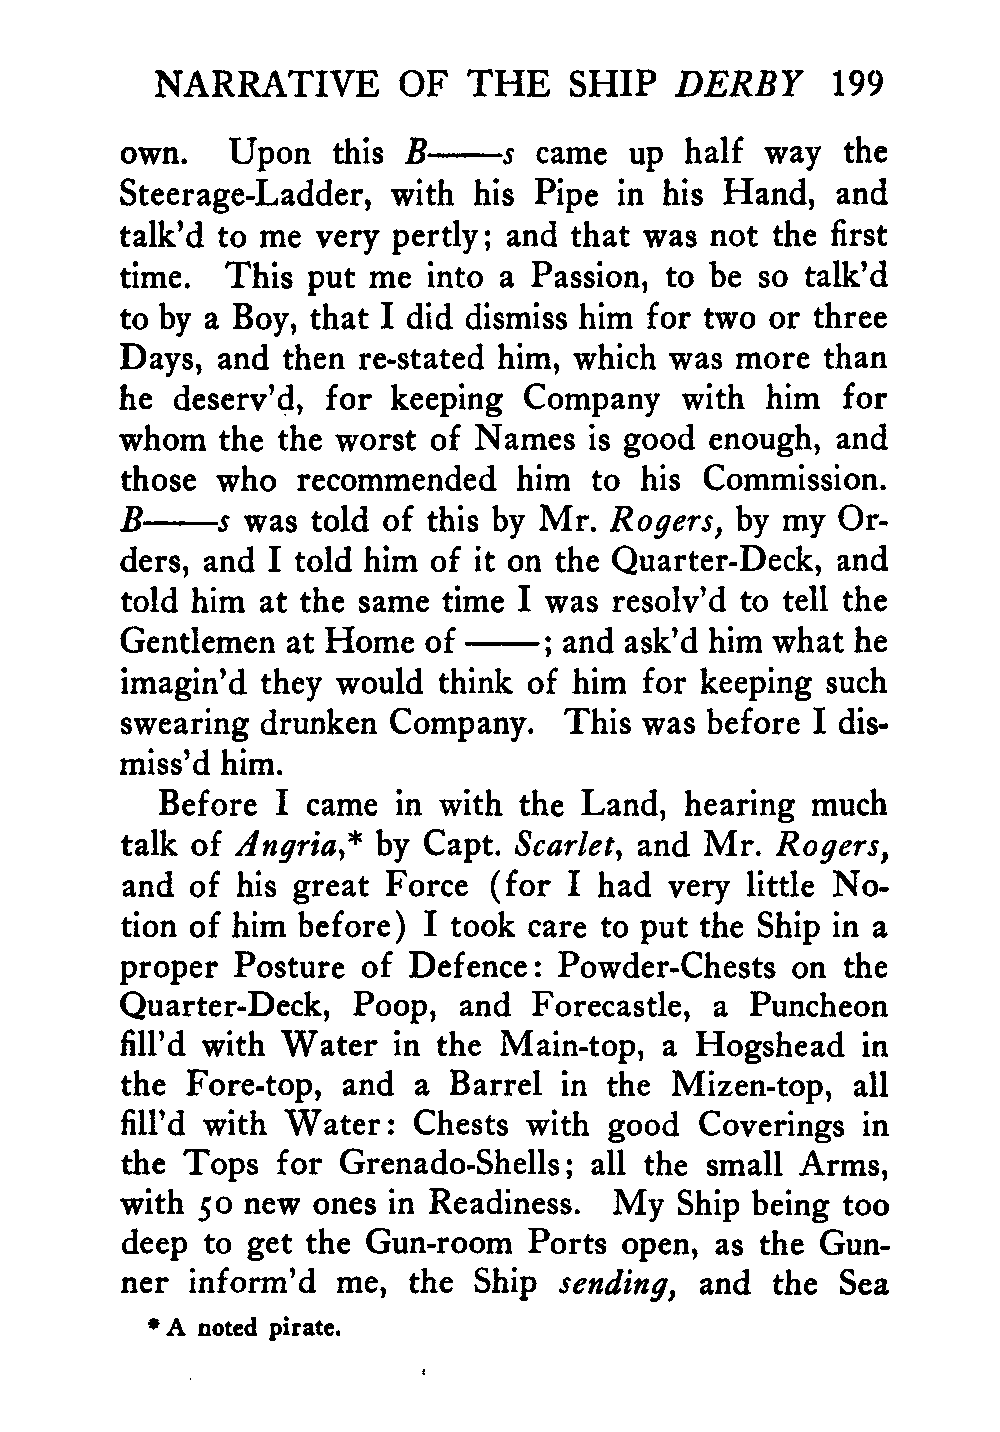 NARRATIVE OF THE SHIP DERBY 199
own. Upon this B——s came up half way the
Steerage-Ladder, with his Pipe in his Hand, and
talk'd to me very pertly; and that was not the first
time. This put me into a Passion, to be so talk'd
to by a Boy, that I did dismiss him for two or three
Days, and then re-stated him, which was more than
he deserv'd, for keeping Company with him for
whom the the worst of Names is good enough, and
those who recommended him to his Commission.
B——s was told of this by Mr. Rogers, by my Or-
ders, and I told him of it on the Quarter-Deck, and
told him at the same time I was resolv'd to tell the
Gentlemen at Home of ——; and ask'd him what he
imagin'd they would think of him for keeping such
swearing drunken Company. This was before I dis-
miss'd him.
Before I came in with the Land, hearing much
talk of Angria,* by Capt. Scarlet, and Mr. Rogers,
and of his great Force (for I had very little No-
tion of him before) I took care to put the Ship in a
proper Posture of Defence: Powder-Chests on the
Quarter-Deck, Poop, and Forecastle, a Puncheon
fill'd with Water in the Main-top, a Hogshead in
the Fore-top, and a Barrel in the Mizen-top, all
fill'd with Water: Chests with good Coverings in
the Tops for Grenado-Shells; all the small Arms,
with 50 new ones in Readiness. My Ship being too
deep to get the Gun-room Ports open, as the Gun-
ner inform'd me, the Ship sending, and the Sea
* A noted pirate.